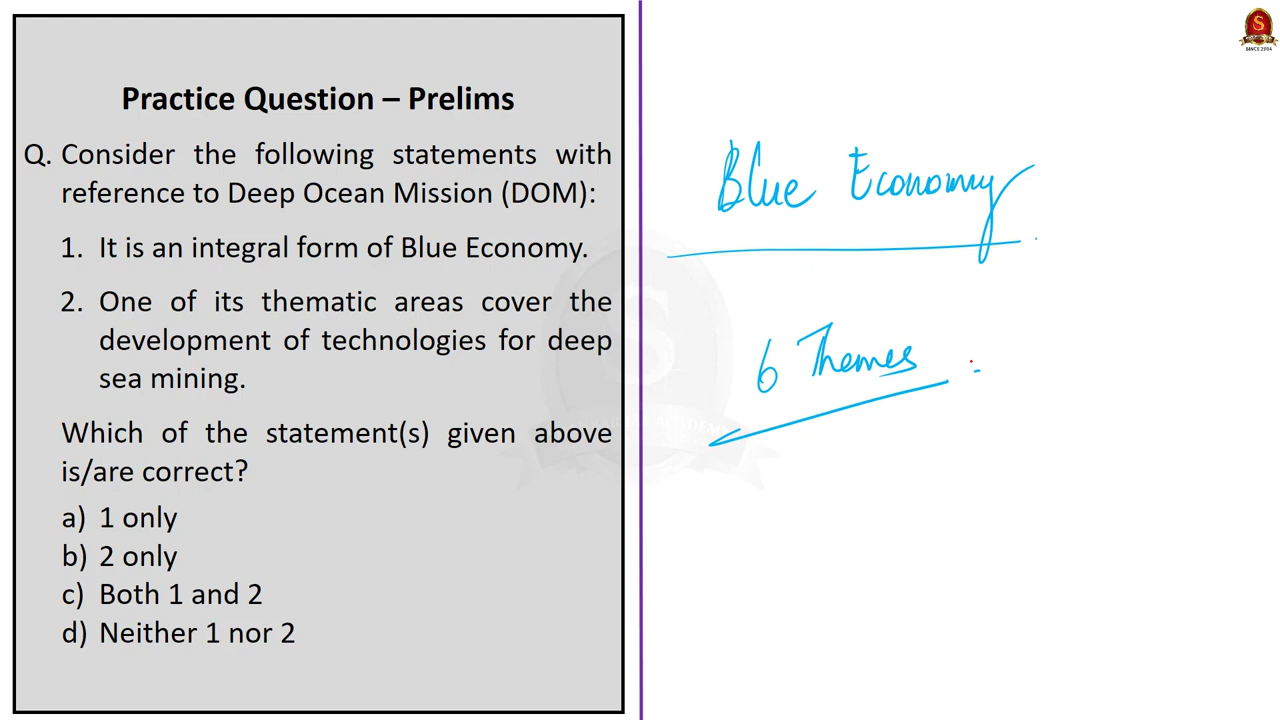 Practice Question – Prelims
Q. Consider the following statements with
reference to Deep Ocean Mission (DOM):
1. It is an integral form of Blue Economy.
2. One of its thematic areas cover the
development of technologies for deep
sea mining.
Which of the statement(s) given above
is/are correct?
a) 1 only
b) 2 only
c) Both 1 and 2
d) Neither 1 nor 2
Blue Economy
6 Themes :
S
SINCE 2004